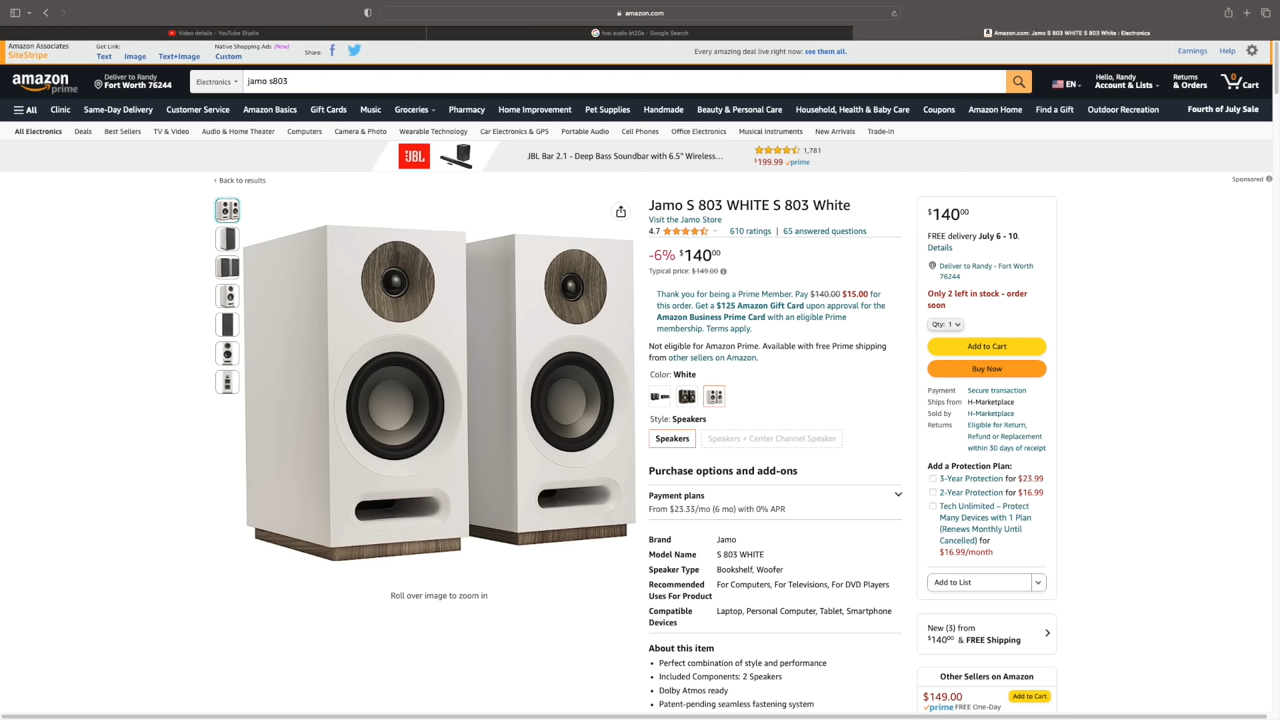 amazon.com
Video details - YouTube Studio
fosi audio bt20a - Google Search
Amazon.com: Jamo S 803 WHITE S 803 White : Electronics
Amazon Associates
SiteStripe
Get Link:
Text Image Text+Image
Native Shopping Ads (New)
Custom
Share:
Every amazing deal live right now: see them all.
Earnings Help
amazon prime
Deliver to Randy
Fort Worth 76244
Electronics
jamo s803
EN
Hello, Randy
Account & Lists
Returns
& Orders
0
Cart
All Clinic Same-Day Delivery Customer Service Amazon Basics Gift Cards Music Groceries Pharmacy Home Improvement Pet Supplies Handmade Beauty & Personal Care Household, Health & Baby Care Coupons Amazon Home Find a Gift Outdoor Recreation Fourth of July Sale
All Electronics Deals Best Sellers TV & Video Audio & Home Theater Computers Camera & Photo Wearable Technology Car Electronics & GPS Portable Audio Cell Phones Office Electronics Musical Instruments New Arrivals Trade-In
JBL
JBL Bar 2.1 - Deep Bass Soundbar with 6.5" Wireless...
1,781
$199.99 prime
Sponsored
‹ Back to results
Jamo S 803 WHITE S 803 White
Visit the Jamo Store
4.7 610 ratings | 65 answered questions
-6% $14000
Typical price: $149.00
Thank you for being a Prime Member. Pay $140.00 $15.00 for
this order. Get a $125 Amazon Gift Card upon approval for the
Amazon Business Prime Card with an eligible Prime
membership. Terms apply.
Not eligible for Amazon Prime. Available with free Prime shipping
from other sellers on Amazon.
Color: White
Style: Speakers
Speakers
Speakers + Center Channel Speaker
Purchase options and add-ons
Payment plans
From $23.33/mo (6 mo) with 0% APR
Brand Jamo
Model Name S 803 WHITE
Speaker Type Bookshelf, Woofer
Recommended Uses For Product For Computers, For Televisions, For DVD Players
Compatible Devices Laptop, Personal Computer, Tablet, Smartphone
About this item
• Perfect combination of style and performance
• Included Components: 2 Speakers
• Dolby Atmos ready
• Patent-pending seamless fastening system
Roll over image to zoom in
$14000
FREE delivery July 6 - 10.
Details
Deliver to Randy - Fort Worth
76244
Only 2 left in stock - order
soon
Qty: 1
Add to Cart
Buy Now
Payment Secure transaction
Ships from H-Marketplace
Sold by H-Marketplace
Returns Eligible for Return,
Refund or Replacement
within 30 days of receipt
Add a Protection Plan:
3-Year Protection for $23.99
2-Year Protection for $16.99
Tech Unlimited – Protect
Many Devices with 1 Plan
(Renews Monthly Until
Cancelled) for
$16.99/month
Add to List
New (3) from
$14000 & FREE Shipping
Other Sellers on Amazon
$149.00
Add to Cart
prime FREE One-Day